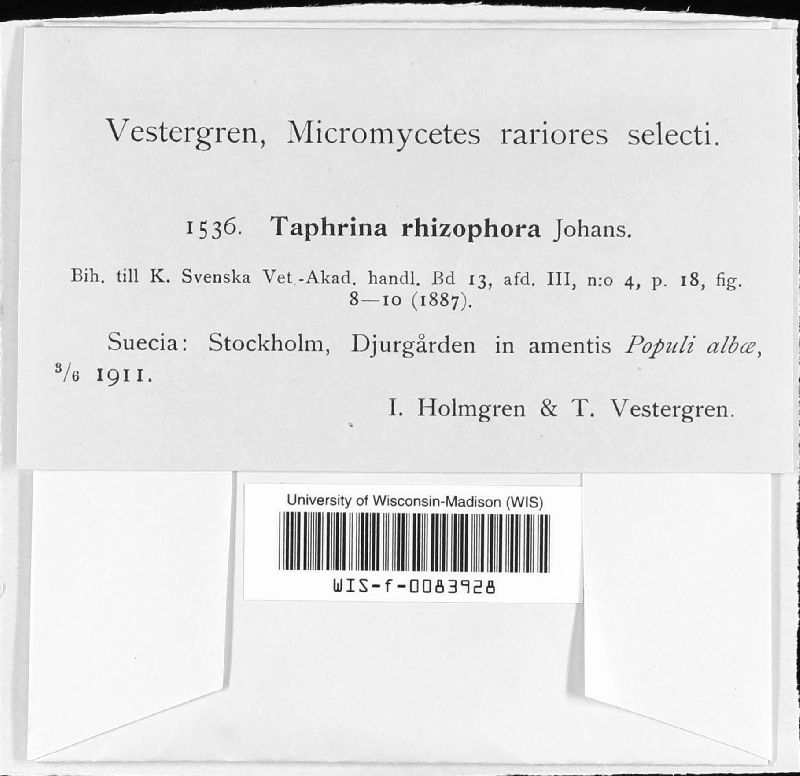 Vestergren, Micromycetes rariores selecti.
1536. Taphrina rhizophora Johans.
Bih. till K. Svenska Vet.-Akad. handl. Bd 13, afd. III, n:o 4, p. 18, fig.
8—10 (1887).
Suecia: Stockholm, Djurgården in amentis Populi albæ,
3/6 1911.
I. Holmgren & T. Vestergren.
University of Wisconsin-Madison (WIS)
WIS-f-0083928